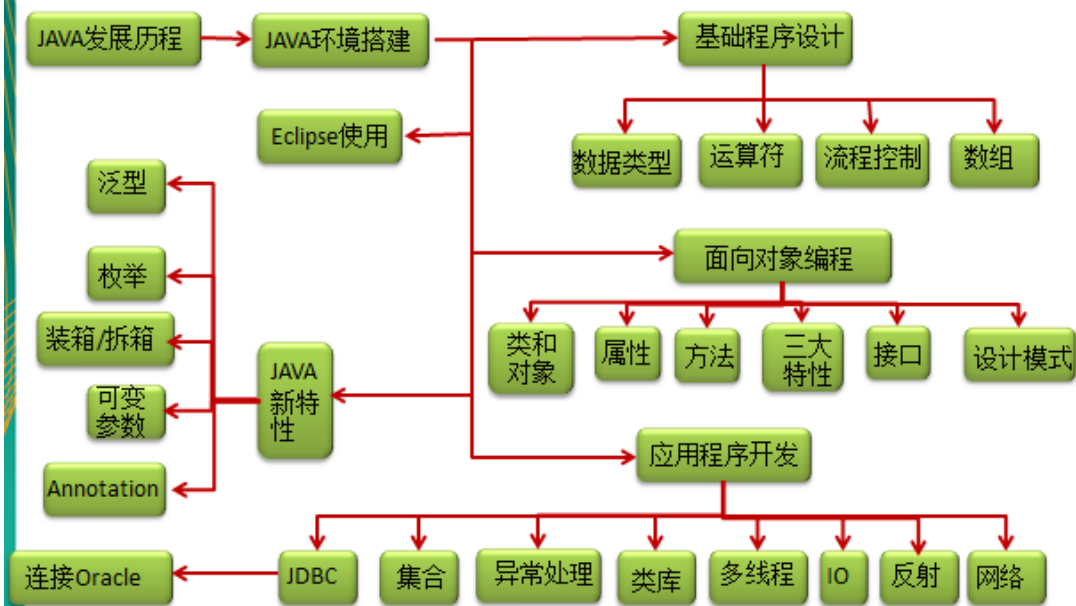 JAVA发展历程
JAVA环境搭建
基础程序设计
Eclipse使用
数据类型
运算符
流程控制
数组
泛型
枚举
装箱/拆箱
可变
参数
Annotation
JAVA
新特
性
面向对象编程
类和
对象
属性
方法
三大
特性
接口
设计模式
应用程序开发
连接Oracle
JDBC
集合
异常处理
类库
多线程
IO
反射
网络